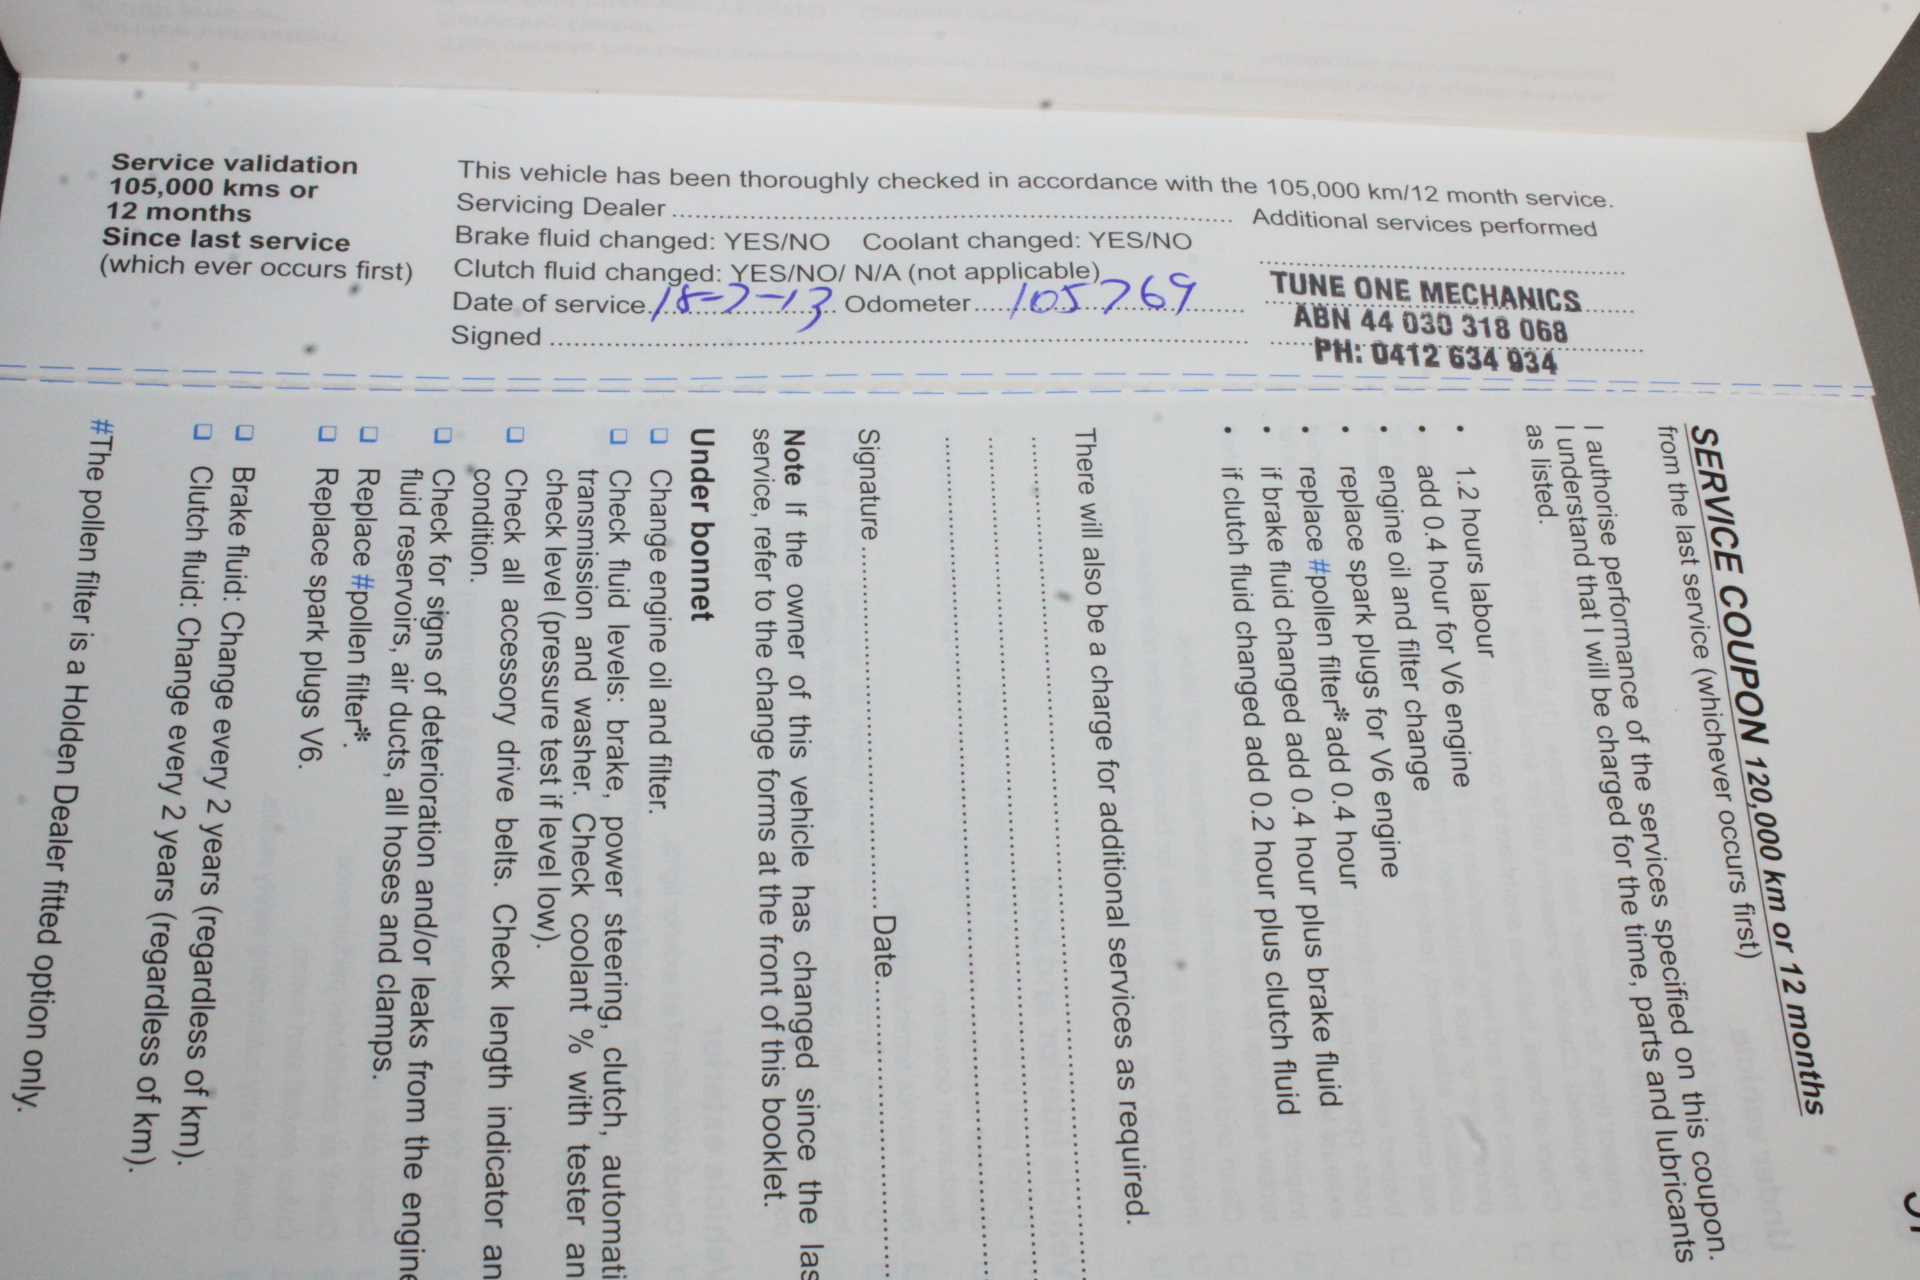 Service validation
105,000 kms or
12 months
Since last service
(which ever occurs first)
This vehicle has been thoroughly checked in accordance with the 105,000 km/12 month service.
Servicing Dealer ........ Additional services performed
Brake fluid changed: YES/NO Coolant changed: YES/NO
Clutch fluid changed: YES/NO/ N/A (not applicable)
Date of service 18-7-13 Odometer 105769
Signed ........
TUNE ONE MECHANICS
ABN 44 030 318 068
PH: 0412 634 934
SERVICE COUPON 120,000 km or 12 months
from the last service (whichever occurs first)
I authorise performance of the services specified on this coupon.
I understand that I will be charged for the time, parts and lubricants
as listed.
• 1.2 hours labour
• add 0.4 hour for V6 engine
• engine oil and filter change
• replace spark plugs for V6 engine
• replace #pollen filter* add 0.4 hour
• if brake fluid changed add 0.4 hour plus brake fluid
• if clutch fluid changed add 0.2 hour plus clutch fluid
There will also be a charge for additional services as required.
Signature ........ Date ........
Note If the owner of this vehicle has changed since the las
service, refer to the change forms at the front of this booklet.
Under bonnet
❑ Change engine oil and filter.
❑ Check fluid levels: brake, power steering, clutch, automati
transmission and washer. Check coolant % with tester an
check level (pressure test if level low).
❑ Check all accessory drive belts. Check length indicator an
condition.
❑ Check for signs of deterioration and/or leaks from the engine
fluid reservoirs, air ducts, all hoses and clamps.
❑ Replace #pollen filter*.
❑ Replace spark plugs V6.
❑ Brake fluid: Change every 2 years (regardless of km).
❑ Clutch fluid: Change every 2 years (regardless of km).
#The pollen filter is a Holden Dealer fitted option only.